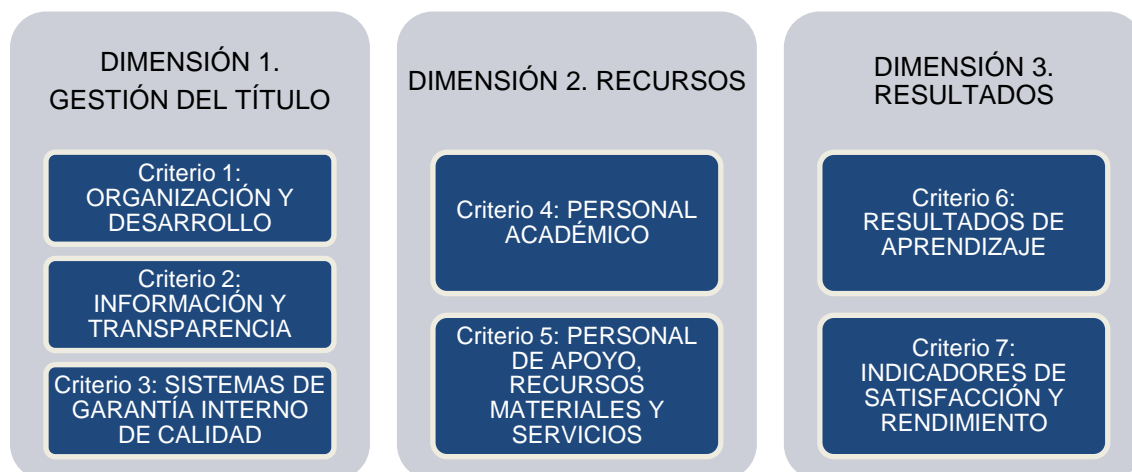 DIMENSIÓN 1.
GESTIÓN DEL TÍTULO
Criterio 1:
ORGANIZACIÓN Y
DESARROLLO
Criterio 2:
INFORMACIÓN Y
TRANSPARENCIA
Criterio 3: SISTEMAS DE
GARANTÍA INTERNO
DE CALIDAD
DIMENSIÓN 2. RECURSOS
Criterio 4: PERSONAL
ACADÉMICO
Criterio 5: PERSONAL
DE APOYO,
RECURSOS
MATERIALES Y
SERVICIOS
DIMENSIÓN 3.
RESULTADOS
Criterio 6:
RESULTADOS DE
APRENDIZAJE
Criterio 7:
INDICADORES DE
SATISFACCIÓN Y
RENDIMIENTO